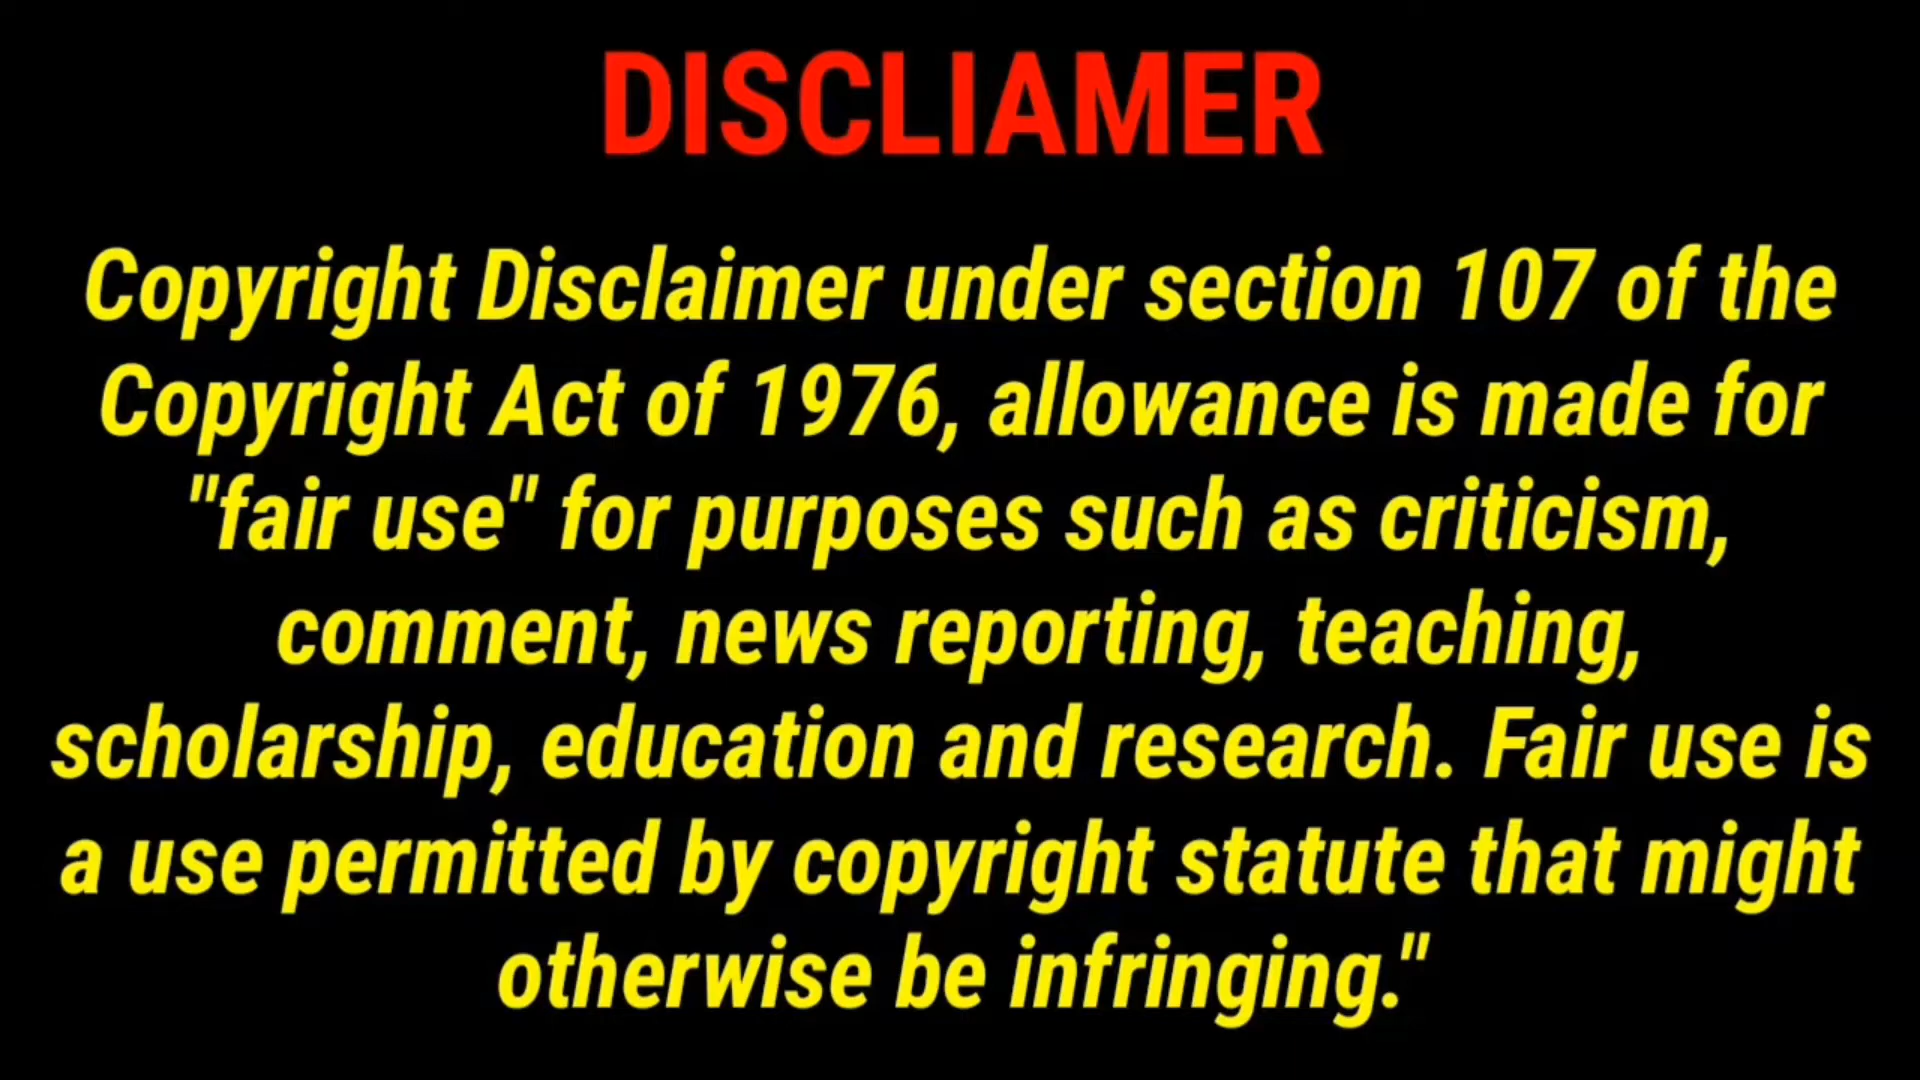 DISCLIAMER
Copyright Disclaimer under section 107 of the
Copyright Act of 1976, allowance is made for
"fair use" for purposes such as criticism,
comment, news reporting, teaching,
scholarship, education and research. Fair use is
a use permitted by copyright statute that might
otherwise be infringing."